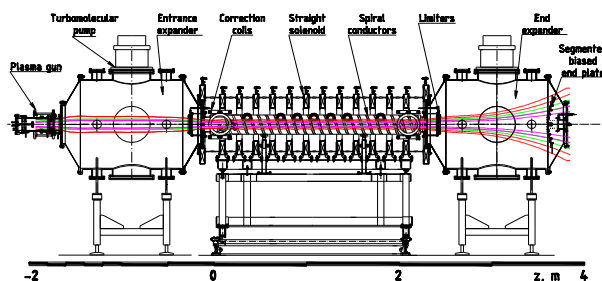 Turbomolecular
pump
Entrance
expander
Correction
coils
Straight
solenoid
Spiral
conductors
Limiters
End
expander
Plasma gun
Segmente
biased
end plate
-2
0
2
z, m
4